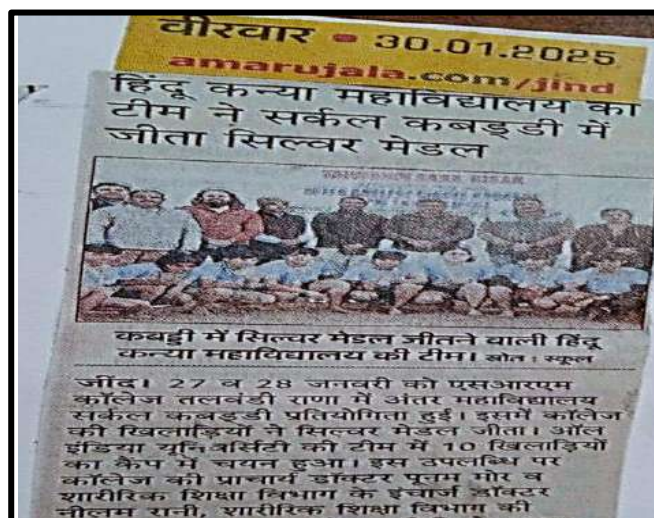 वीरवार • 30.01.2025
amarujala.com/jind
हिंदू कन्या महाविद्यालय की
टीम ने सर्कल कबड्डी में
जीता सिल्वर मेडल
कबड्डी में सिल्वर मेडल जीतने वाली हिंदू
कन्या महाविद्यालय की टीम। स्रोत : स्कूल
जींद। 27 व 28 जनवरी को एसआरएम
कॉलेज तलवंडी राणा में अंतर महाविद्यालय
सर्कल कबड्डी प्रतियोगिता हुई। इसमें कॉलेज
की खिलाड़ियों ने सिल्वर मेडल जीता। ऑल
इंडिया यूनिवर्सिटी की टीम में 10 खिलाड़ियों
का कैंप में चयन हुआ। इस उपलब्धि पर
कॉलेज की प्राचार्य डॉक्टर पूनम मोर व
शारीरिक शिक्षा विभाग के इंचार्ज डॉक्टर
नीलम रानी, शारीरिक शिक्षा विभाग की